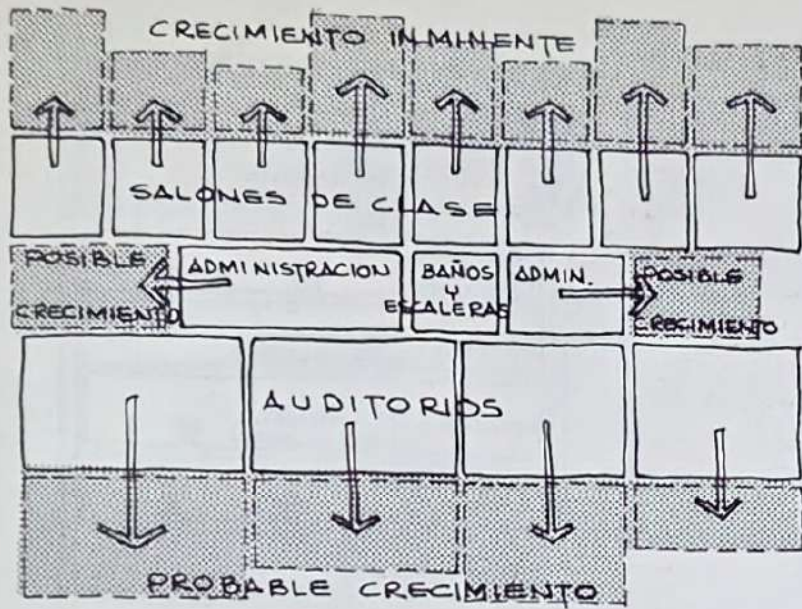 CRECIMIENTO INMINENTE
SALONES DE CLASE
POSIBLE
CRECIMIENTO
ADMINISTRACION
BAÑOS
Y
ESCALERAS
ADMIN.
POSIBLE
CRECIMIENTO
AUDITORIOS
PROBABLE CRECIMIENTO